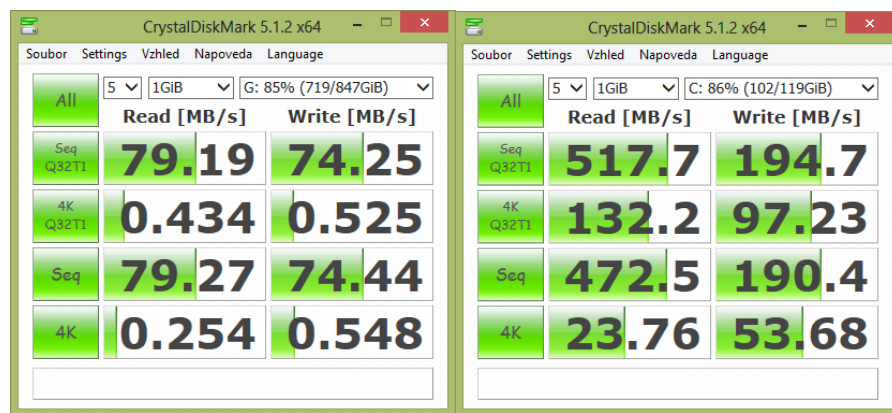 CrystalDiskMark 5.1.2 x64
Soubor Settings Vzhled Napoveda Language
All 5 1GiB G: 85% (719/847GiB)
Read [MB/s] Write [MB/s]
Seq Q32T1 79.19 74.25
4K Q32T1 0.434 0.525
Seq 79.27 74.44
4K 0.254 0.548
CrystalDiskMark 5.1.2 x64
Soubor Settings Vzhled Napoveda Language
All 5 1GiB C: 86% (102/119GiB)
Read [MB/s] Write [MB/s]
Seq Q32T1 517.7 194.7
4K Q32T1 132.2 97.23
Seq 472.5 190.4
4K 23.76 53.68